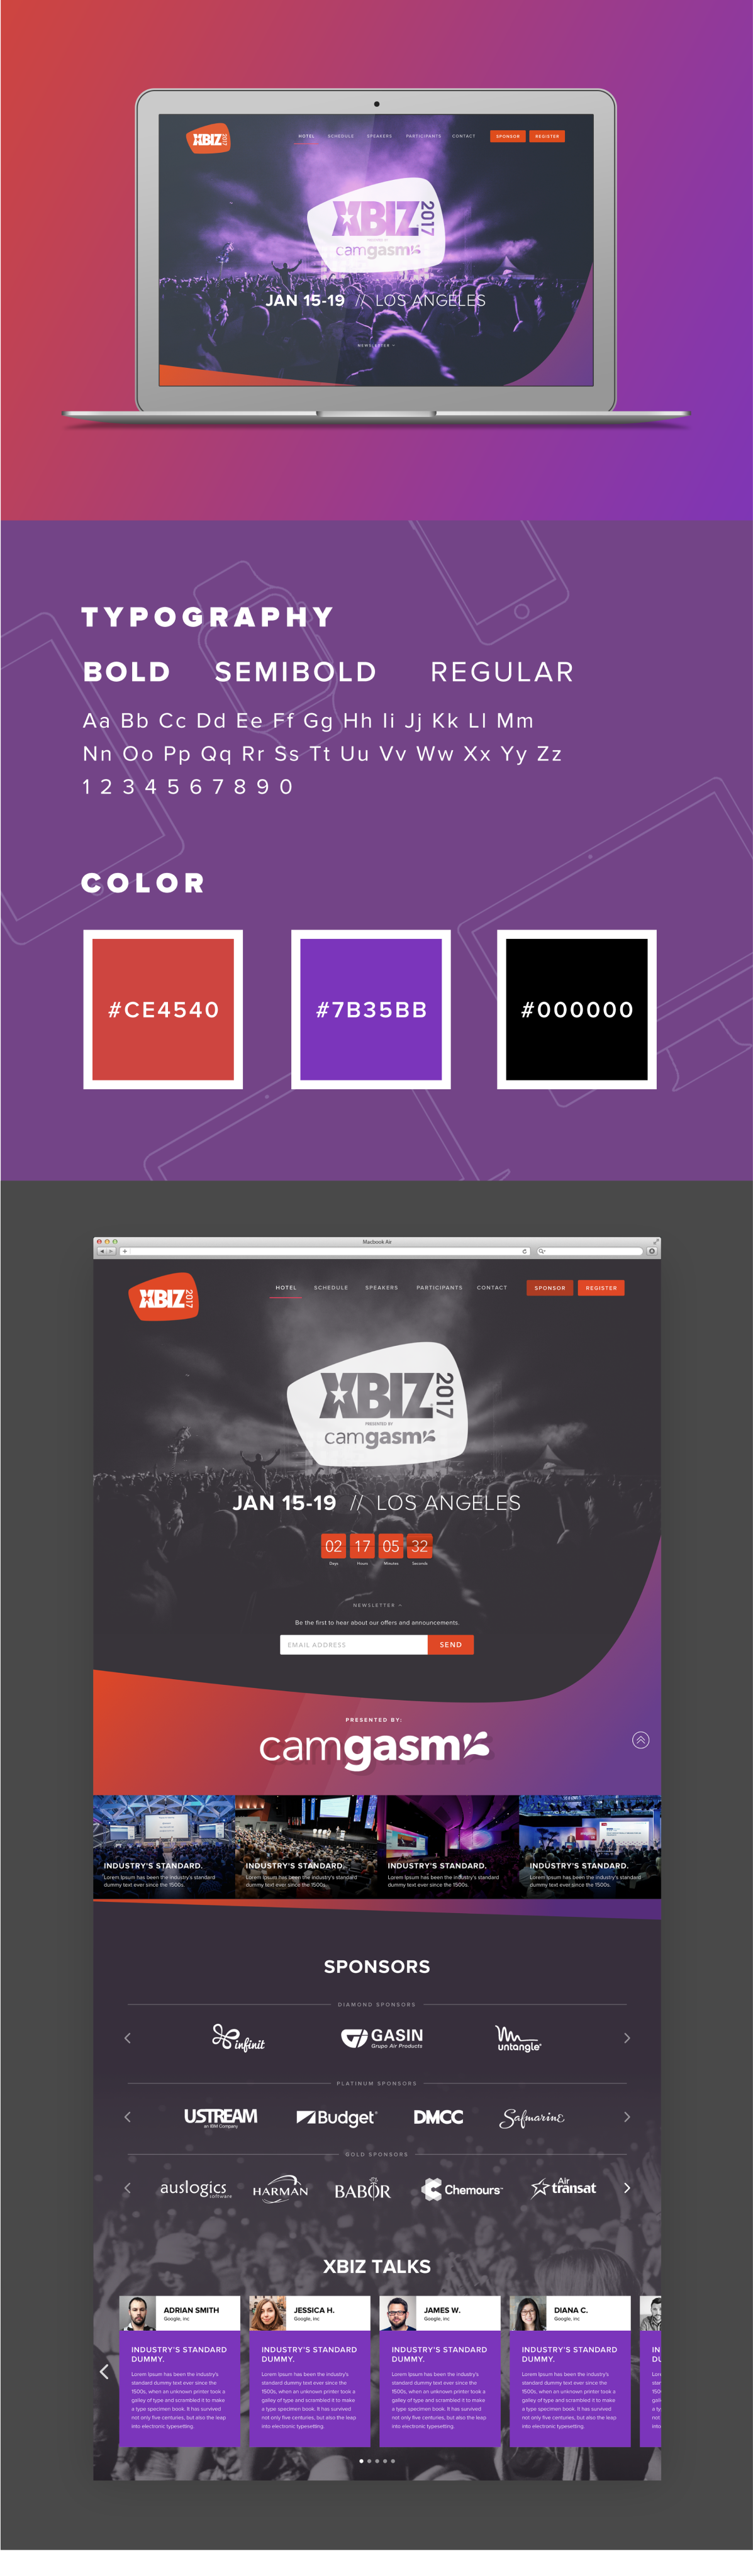 XBIZ 2017
HOTEL SCHEDULE SPEAKERS PARTICIPANTS CONTACT SPONSOR REGISTER
XBIZ 2017
PRESENTED BY
camgasm
JAN 15-19 // LOS ANGELES
NEWSLETTER
TYPOGRAPHY
BOLD SEMIBOLD REGULAR
Aa Bb Cc Dd Ee Ff Gg Hh Ii Jj Kk Ll Mm
Nn Oo Pp Qq Rr Ss Tt Uu Vv Ww Xx Yy Zz
1 2 3 4 5 6 7 8 9 0
COLOR
#CE4540 #7B35BB #000000
Macbook Air
XBIZ 2017
HOTEL SCHEDULE SPEAKERS PARTICIPANTS CONTACT SPONSOR REGISTER
XBIZ 2017
PRESENTED BY
camgasm
JAN 15-19 // LOS ANGELES
02 17 05 32
Days Hours Minutes Seconds
NEWSLETTER
Be the first to hear about our offers and announcements.
EMAIL ADDRESS SEND
PRESENTED BY:
camgasm
INDUSTRY'S STANDARD.
Lorem Ipsum has been the industry's standard
dummy text ever since the 1500s.
INDUSTRY'S STANDARD.
Lorem Ipsum has been the industry's standard
dummy text ever since the 1500s.
INDUSTRY'S STANDARD.
Lorem Ipsum has been the industry's standard
dummy text ever since the 1500s.
INDUSTRY'S STANDARD.
Lorem Ipsum has been the industry's standard
dummy text ever since the 1500s.
SPONSORS
DIAMOND SPONSORS
infinit
GASIN
Grupo Air Products
untangle
PLATINUM SPONSORS
USTREAM
an IBM Company
Budget
DMCC
Safmarine
GOLD SPONSORS
auslogics
software
HARMAN
BABOR
Chemours™
Air
transat
XBIZ TALKS
ADRIAN SMITH
Google, inc
INDUSTRY'S STANDARD
DUMMY.
Lorem Ipsum has been the industry's
standard dummy text ever since the
1500s, when an unknown printer took a
galley of type and scrambled it to make
a type specimen book. It has survived
not only five centuries, but also the leap
into electronic typesetting.
JESSICA H.
Google, inc
INDUSTRY'S STANDARD
DUMMY.
Lorem Ipsum has been the industry's
standard dummy text ever since the
1500s, when an unknown printer took a
galley of type and scrambled it to make
a type specimen book. It has survived
not only five centuries, but also the leap
into electronic typesetting.
JAMES W.
Google, inc
INDUSTRY'S STANDARD
DUMMY.
Lorem Ipsum has been the industry's
standard dummy text ever since the
1500s, when an unknown printer took a
galley of type and scrambled it to make
a type specimen book. It has survived
not only five centuries, but also the leap
into electronic typesetting.
DIANA C.
Google, inc
INDUSTRY'S STANDARD
DUMMY.
Lorem Ipsum has been the industry's
standard dummy text ever since the
1500s, when an unknown printer took a
galley of type and scrambled it to make
a type specimen book. It has survived
not only five centuries, but also the leap
into electronic typesetting.